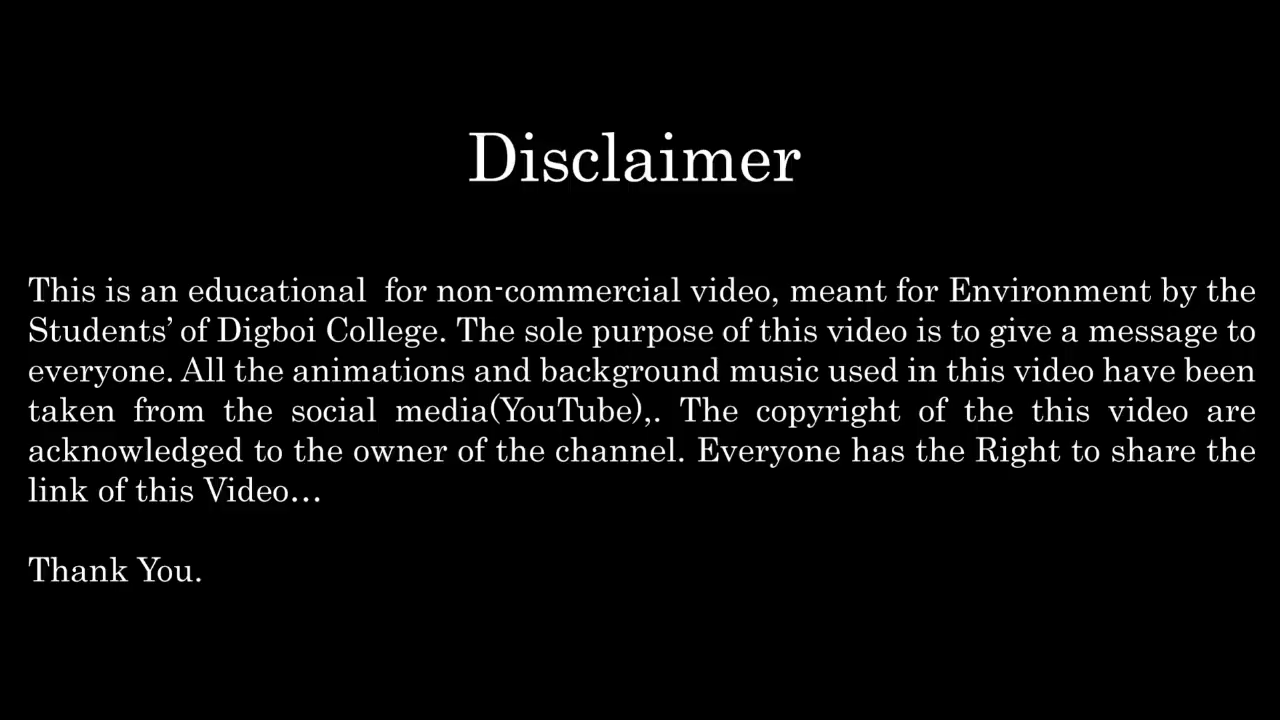 Disclaimer
This is an educational  for non-commercial video, meant for Environment by the
Students’ of Digboi College. The sole purpose of this video is to give a message to
everyone. All the animations and background music used in this video have been
taken from the social media(YouTube),. The copyright of the this video are
acknowledged to the owner of the channel. Everyone has the Right to share the
link of this Video…
Thank You.